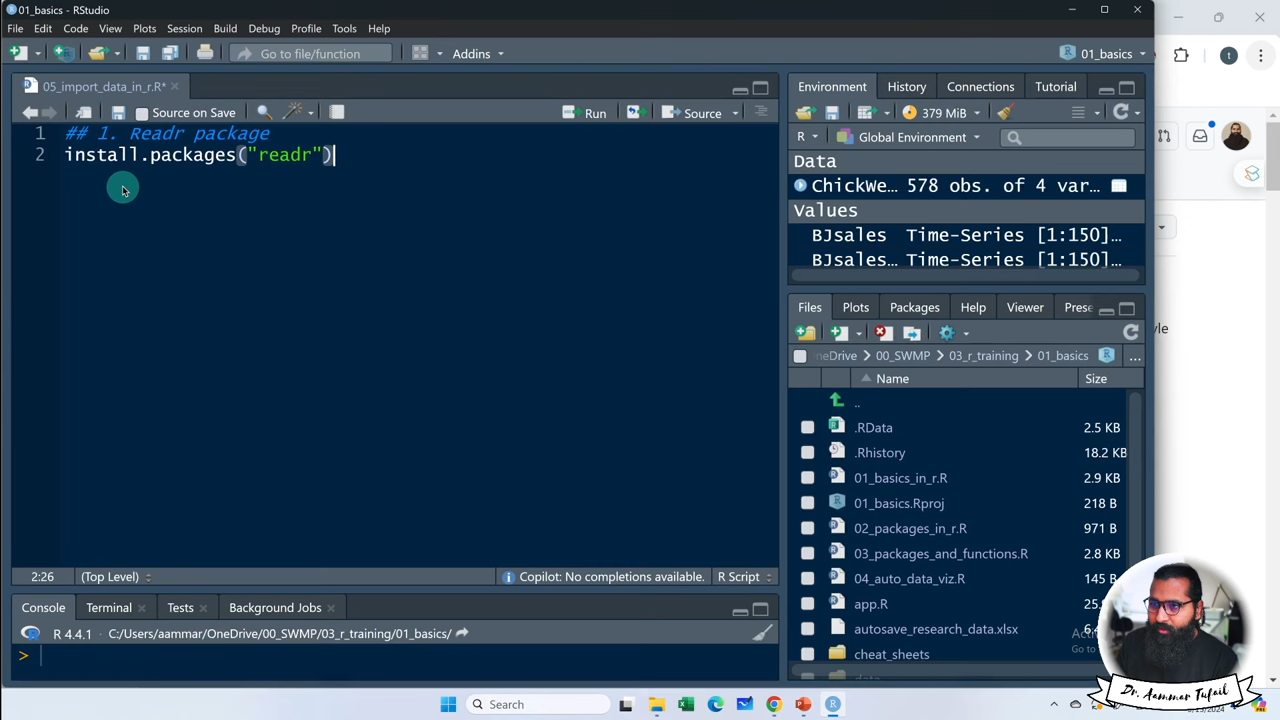 01_basics - RStudio
File Edit Code View Plots Session Build Debug Profile Tools Help
Go to file/function Addins 01_basics
05_import_data_in_r.R*
Source on Save Run Source
1 ## 1. Readr package
2 install.packages("readr")
2:26 (Top Level) Copilot: No completions available. R Script
Console Terminal Tests Background Jobs
R 4.4.1 · C:/Users/aammar/OneDrive/00_SWMP/03_r_training/01_basics/
>
Environment History Connections Tutorial
379 MiB
R Global Environment
Data
ChickWe... 578 obs. of 4 var...
Values
BJsales Time-Series [1:150]...
BJsales... Time-Series [1:150]...
Files Plots Packages Help Viewer Prese
neDrive 00_SWMP 03_r_training 01_basics ...
Name Size
..
.RData 2.5 KB
.Rhistory 18.2 KB
01_basics_in_r.R 2.9 KB
01_basics.Rproj 218 B
02_packages_in_r.R 971 B
03_packages_and_functions.R 2.8 KB
04_auto_data_viz.R 145 B
app.R 25
autosave_research_data.xlsx 6.
cheat_sheets
t
yle
Dr. Aammar Tufail
Search